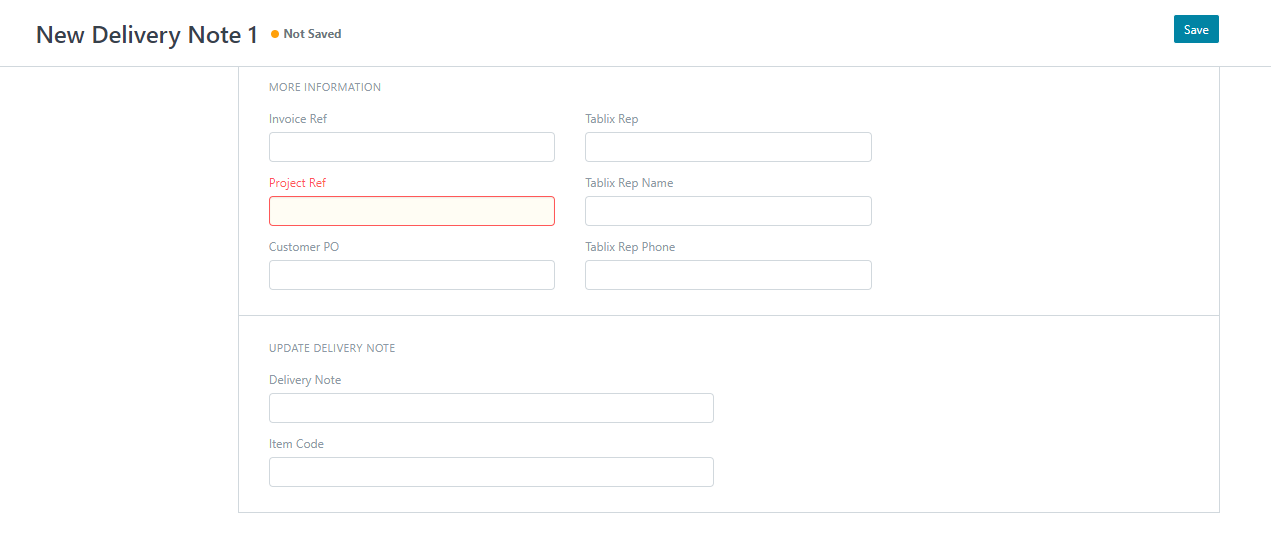 New Delivery Note 1
Not Saved
Save
MORE INFORMATION
Invoice Ref
Tablix Rep
Project Ref
Tablix Rep Name
Customer PO
Tablix Rep Phone
UPDATE DELIVERY NOTE
Delivery Note
Item Code